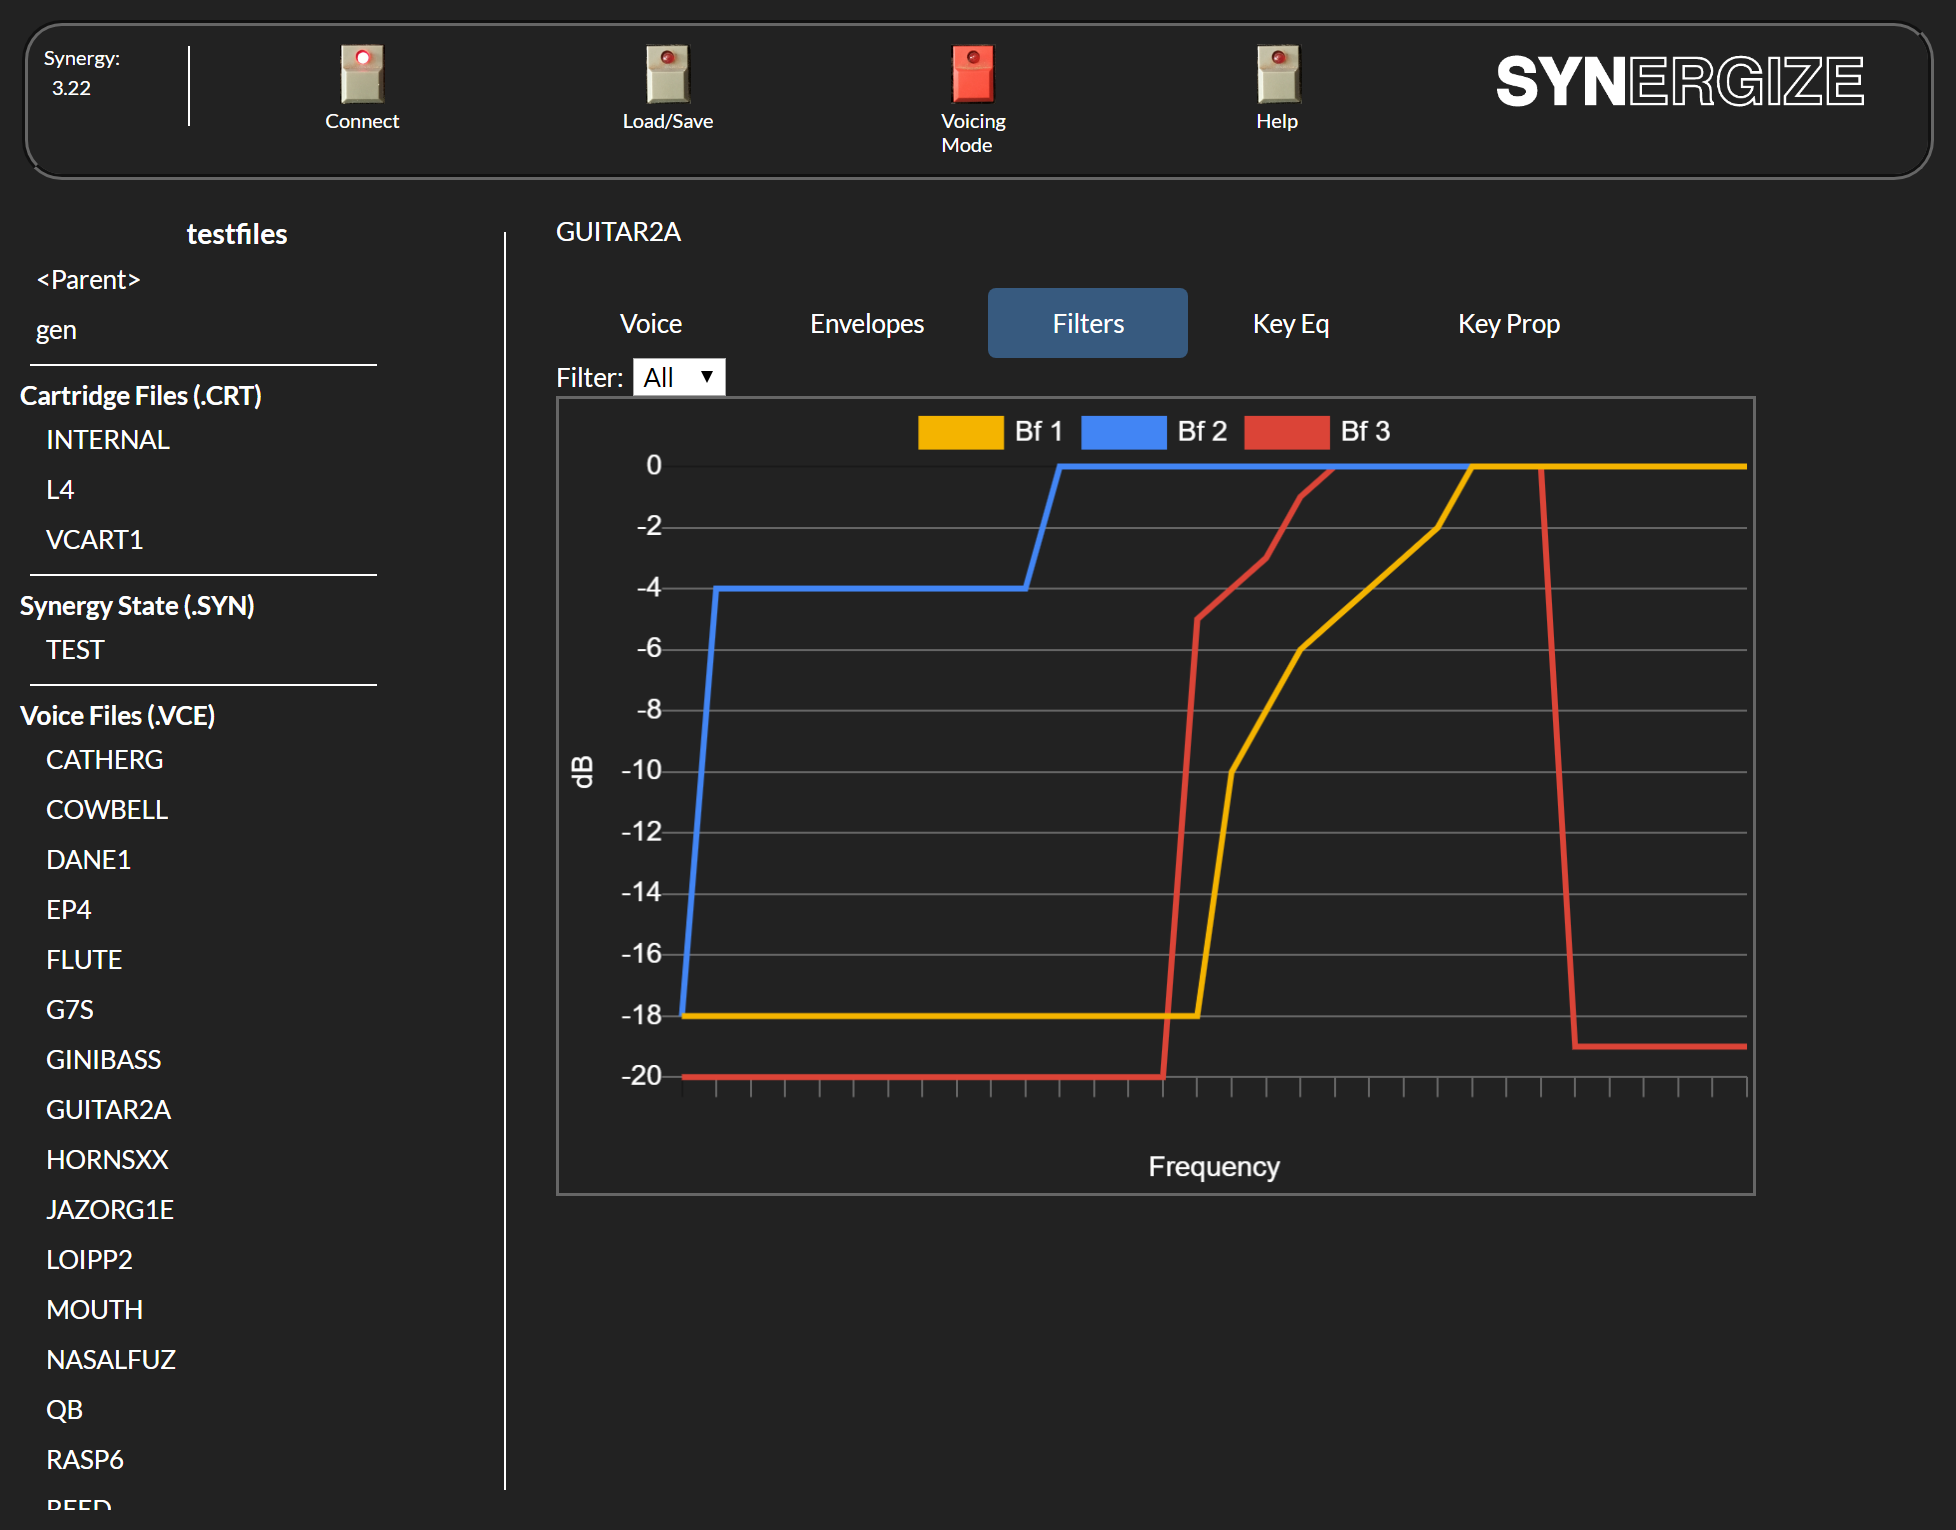 Synergy:
3.22
Connect
Load/Save
Voicing
Mode
Help
SYNERGIZE
testfiles
<Parent>
gen
Cartridge Files (.CRT)
INTERNAL
L4
VCART1
Synergy State (.SYN)
TEST
Voice Files (.VCE)
CATHERG
COWBELL
DANE1
EP4
FLUTE
G7S
GINIBASS
GUITAR2A
HORNSXX
JAZORG1E
LOIPP2
MOUTH
NASALFUZ
QB
RASP6
GUITAR2A
Voice Envelopes Filters Key Eq Key Prop
Filter: All
Bf 1 Bf 2 Bf 3
0
-2
-4
-6
-8
-10
-12
-14
-16
-18
-20
dB
Frequency